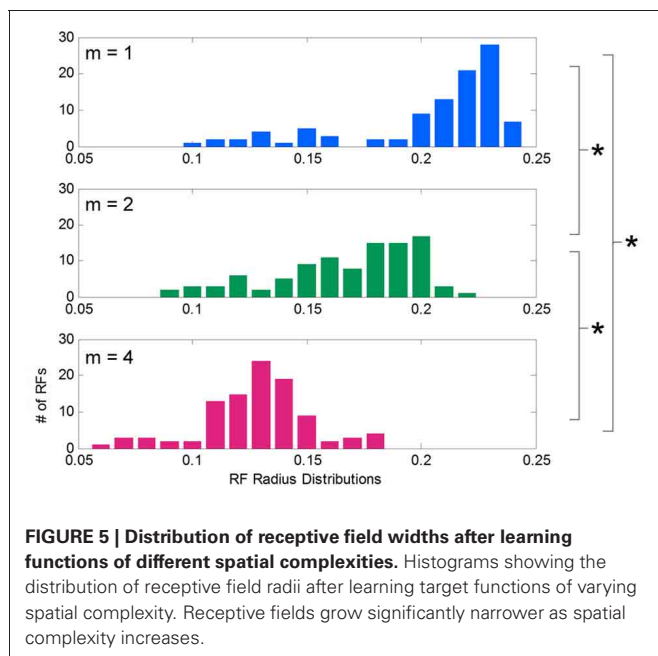 30
m = 1
20
10
0
0.05 0.1 0.15 0.2 0.25
*
30
m = 2
20
10
0
0.05 0.1 0.15 0.2 0.25
*
*
30
m = 4
20
10
0
# of RFs
0.05 0.1 0.15 0.2 0.25
RF Radius Distributions
FIGURE 5 | Distribution of receptive field widths after learning
functions of different spatial complexities. Histograms showing the
distribution of receptive field radii after learning target functions of varying
spatial complexity. Receptive fields grow significantly narrower as spatial
complexity increases.